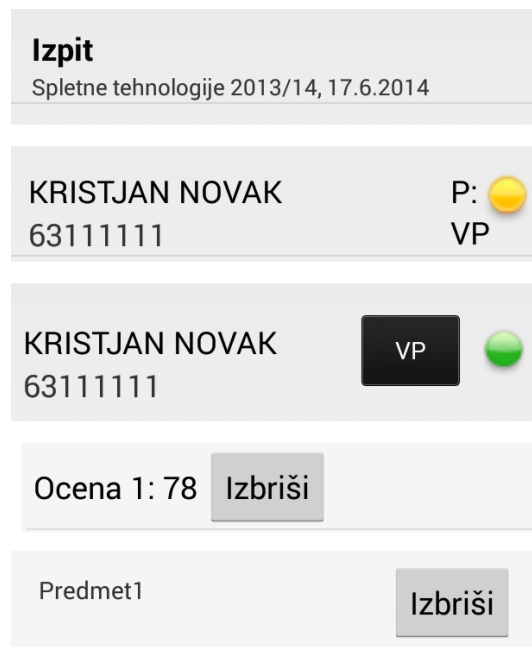 Izpit
Spletne tehnologije 2013/14, 17.6.2014
KRISTJAN NOVAK P:
63111111 VP
KRISTJAN NOVAK VP
63111111
Ocena 1: 78 Izbriši
Predmet1 Izbriši